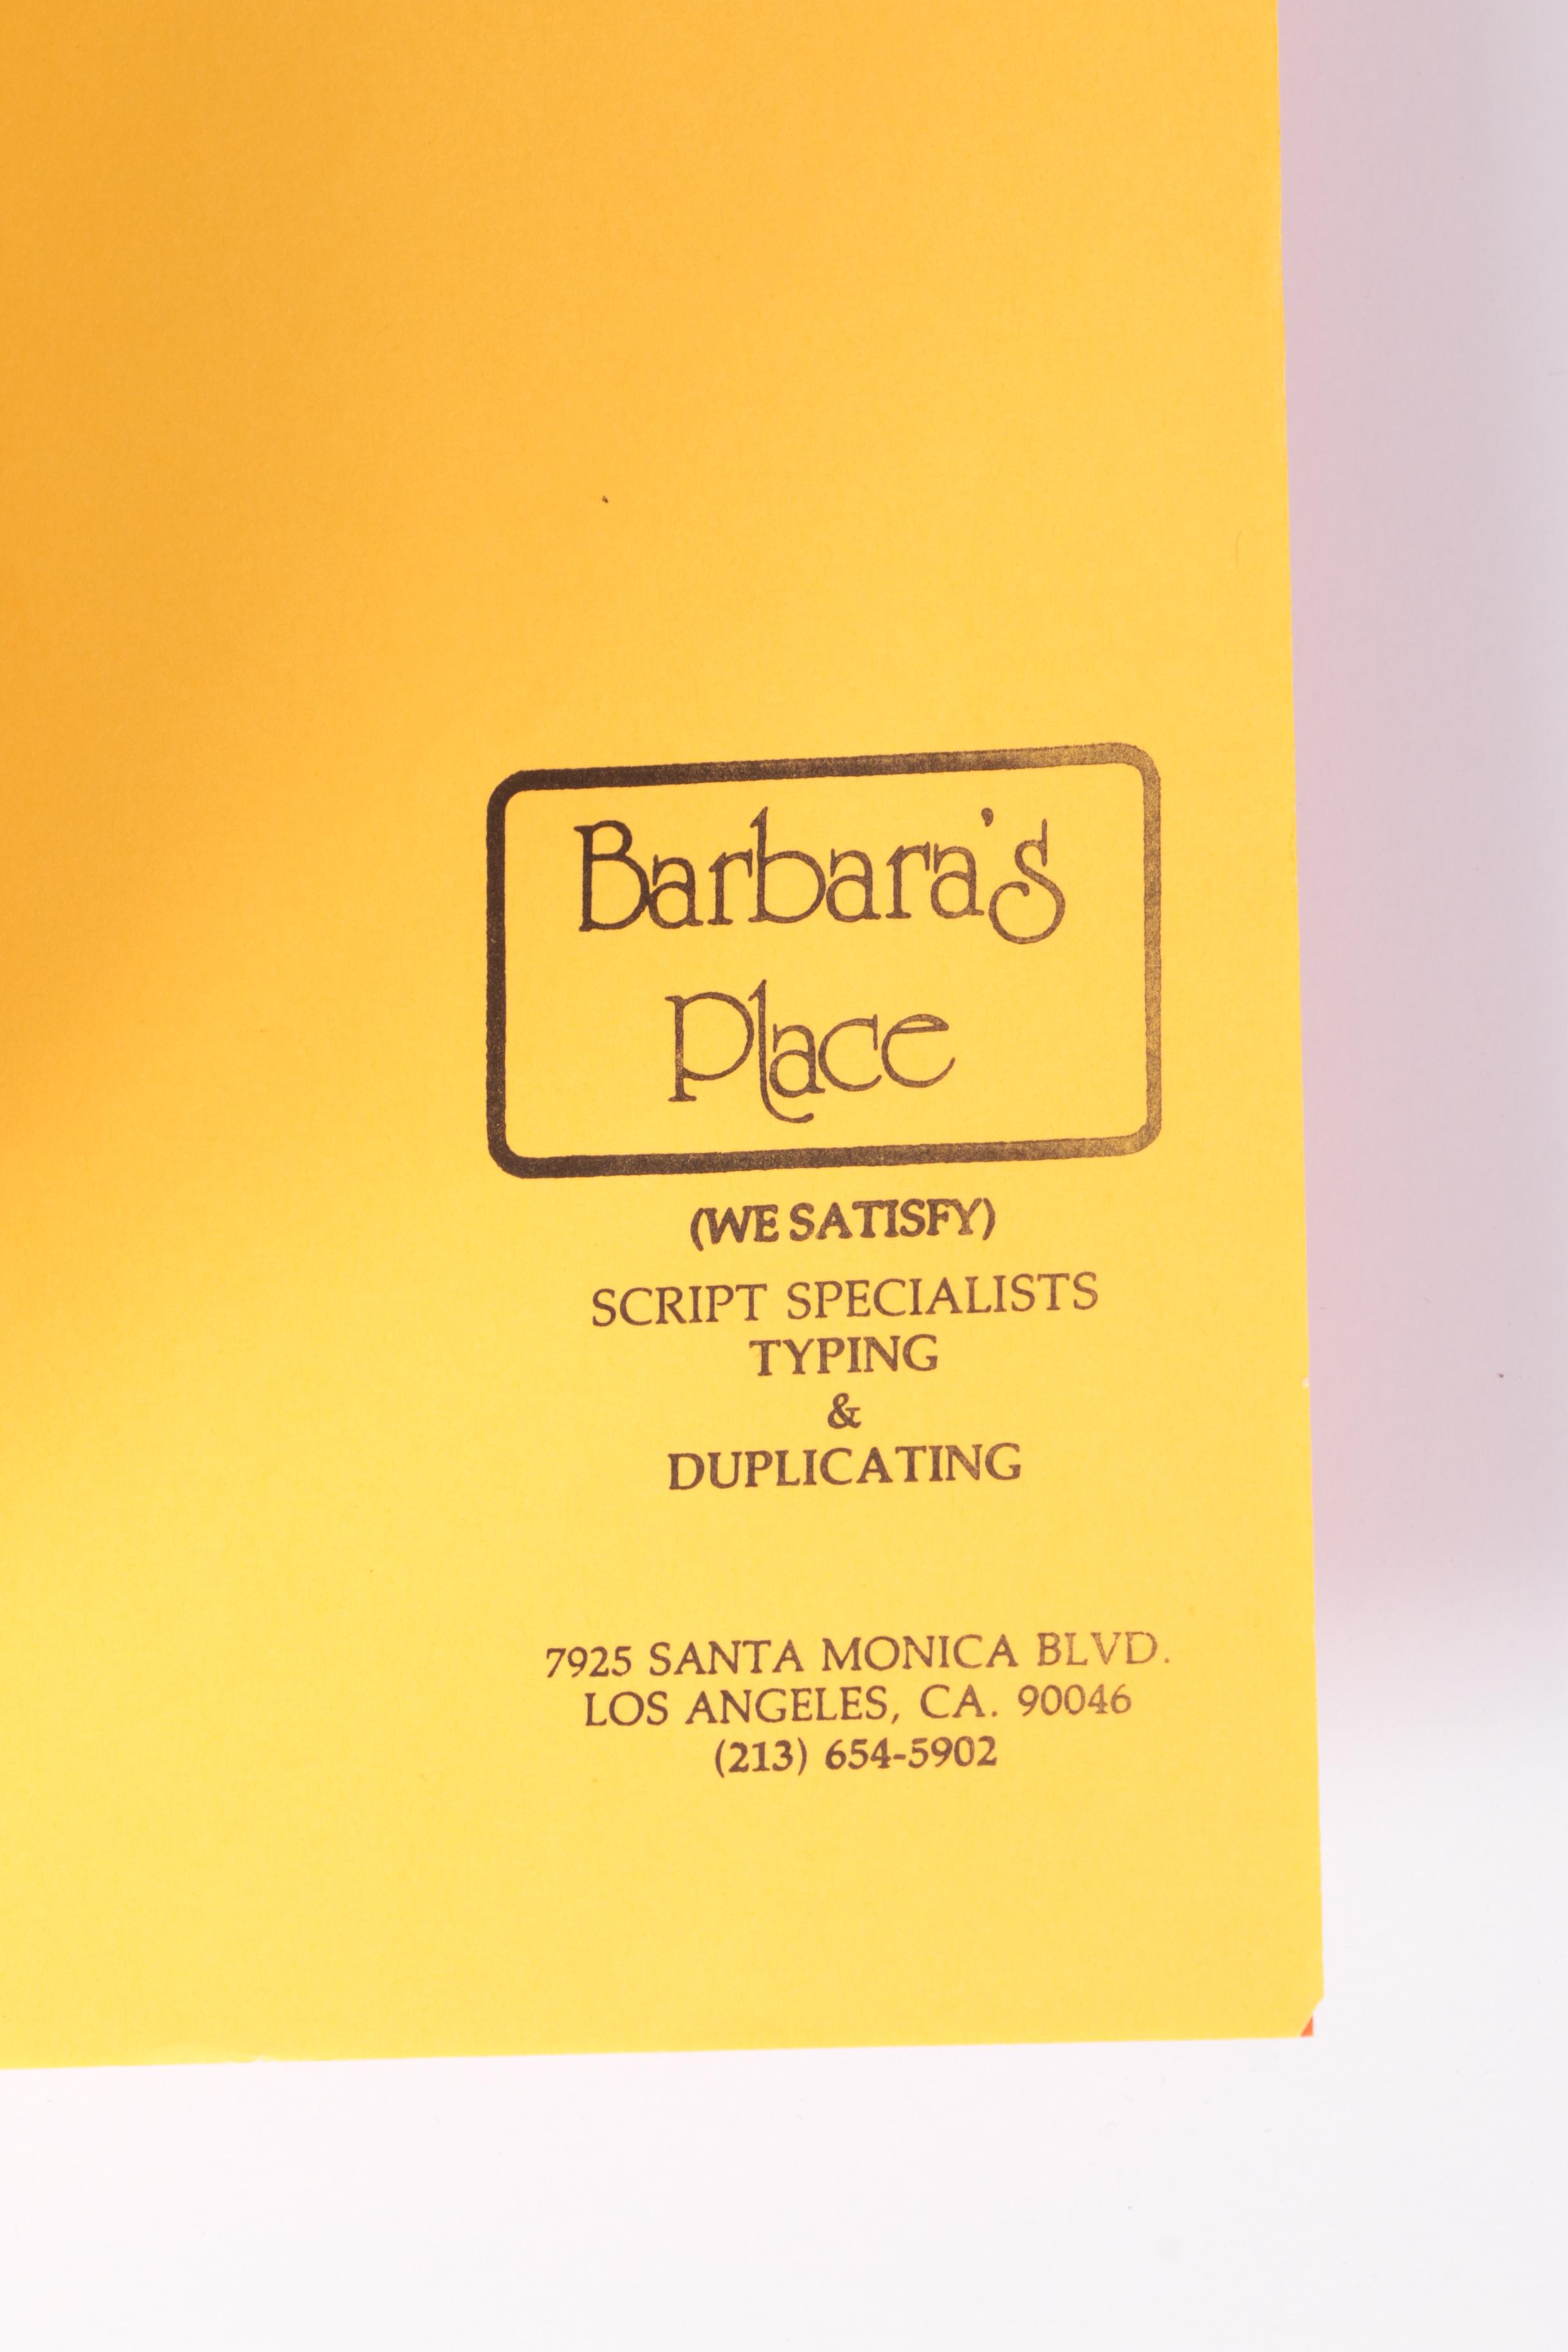 Barbara's
Place
(WE SATISFY)
SCRIPT SPECIALISTS
TYPING
&
DUPLICATING
7925 SANTA MONICA BLVD.
LOS ANGELES, CA. 90046
(213) 654-5902